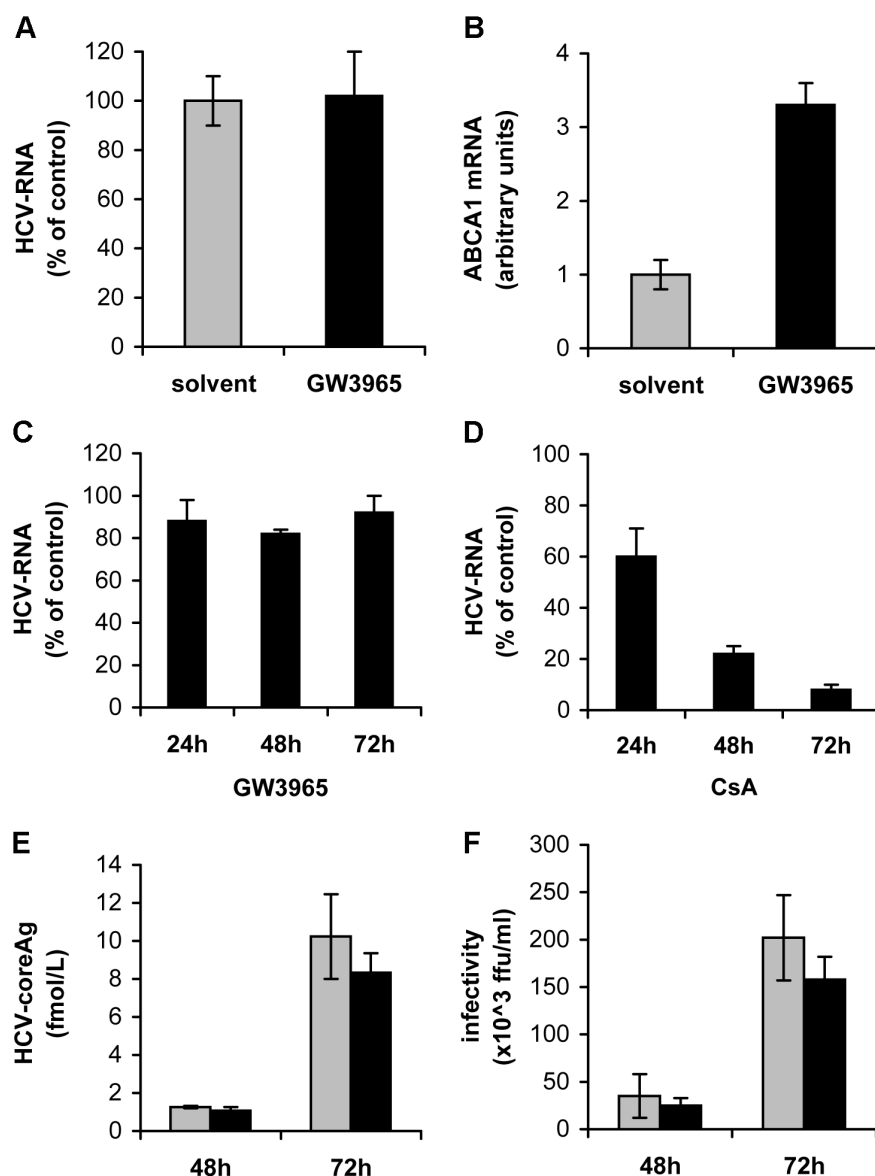 A
HCV-RNA
(% of control)
120
100
80
60
40
20
0
solvent GW3965
B
ABCA1 mRNA
(arbitrary units)
4
3
2
1
0
solvent GW3965
C
HCV-RNA
(% of control)
120
100
80
60
40
20
0
24h 48h 72h
GW3965
D
HCV-RNA
(% of control)
100
80
60
40
20
0
24h 48h 72h
CsA
E
HCV-coreAg
(fmol/L)
14
12
10
8
6
4
2
0
48h 72h
F
infectivity
(x10^3 ffu/ml)
300
250
200
150
100
50
0
48h 72h